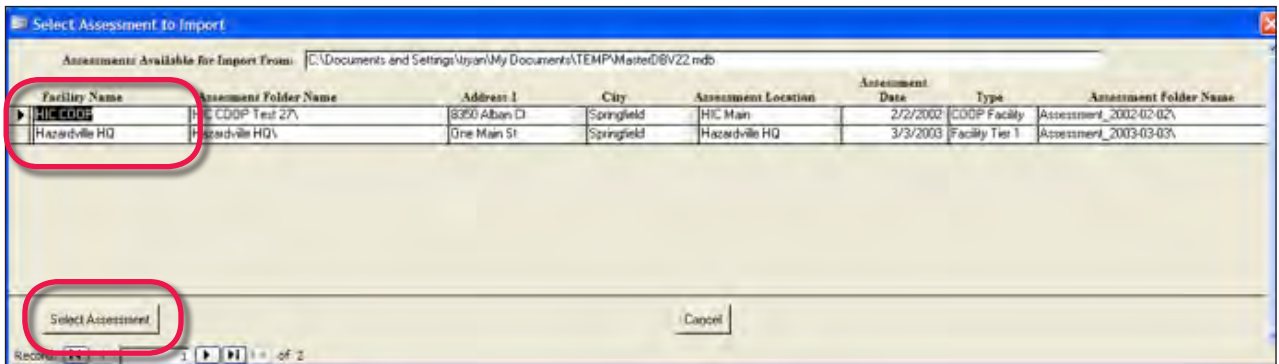 Select Assessment to Import
Assessments Available for Import From: C:\Documents and Settings\tryan\My Documents\TEMP\MasterDBV22.mdb
Facility Name Assessment Folder Name Address 1 City Assessment Location Assessment Date Type Assessment Folder Name
HIC COOP HIC COOP Test 27\ 8350 Alban Springfield HIC Main 2/2/2002 COOP Facility Assessment_2002-02-02\
Hazardville HQ Hazardville HQ\ One Main St Springfield Hazardville HQ 3/3/2003 Facility Tier 1 Assessment_2003-03-03\
Select Assessment Cancel
Record: 1 of 2